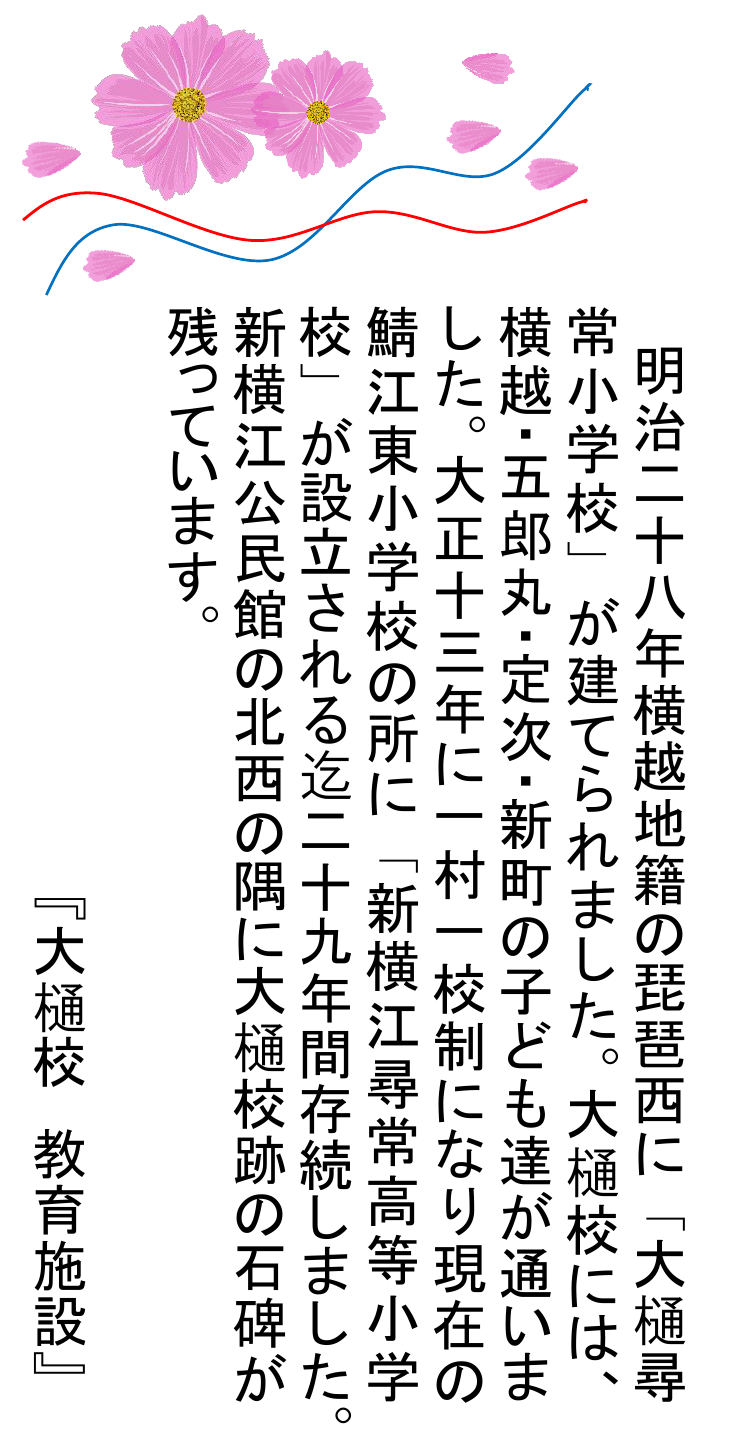 明治二十八年横越地籍の琵琶西に「大樋尋
常小学校」が建てられました。大樋校には、
横越・五郎丸・定次・新町の子ども達が通いま
した。大正十三年に一村一校制になり現在の
鯖江東小学校の所に「新横江尋常高等小学
校」が設立される迄二十九年間存続しました。
新横江公民館の北西の隅に大樋校跡の石碑が
残っています。
『大樋校　教育施設』